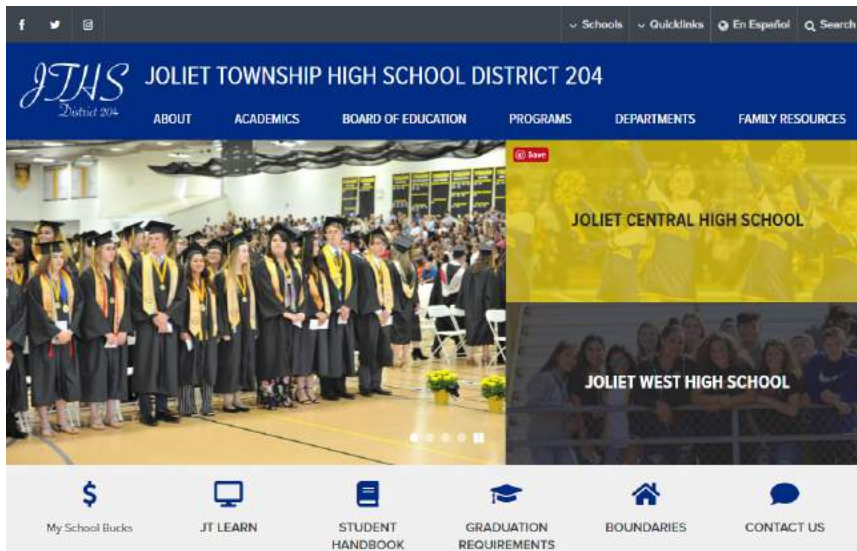 Schools
Quicklinks
En Español
Search
JTHS
District 204
JOLIET TOWNSHIP HIGH SCHOOL DISTRICT 204
ABOUT
ACADEMICS
BOARD OF EDUCATION
PROGRAMS
DEPARTMENTS
FAMILY RESOURCES
Save
JOLIET CENTRAL HIGH SCHOOL
JOLIET WEST HIGH SCHOOL
My School Bucks
JT LEARN
STUDENT
HANDBOOK
GRADUATION
REQUIREMENTS
BOUNDARIES
CONTACT US